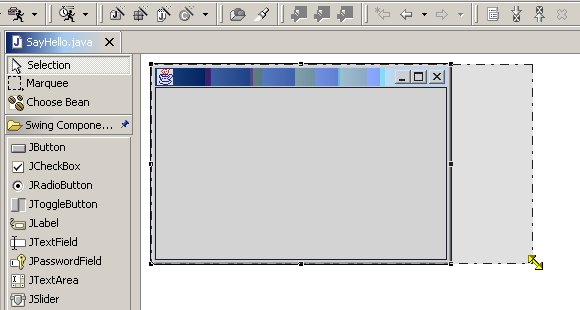 SayHello.java
Selection
Marquee
Choose Bean
Swing Compone...
JButton
JCheckBox
JRadioButton
JToggleButton
JLabel
JTextField
JPasswordField
JTextArea
JSlider